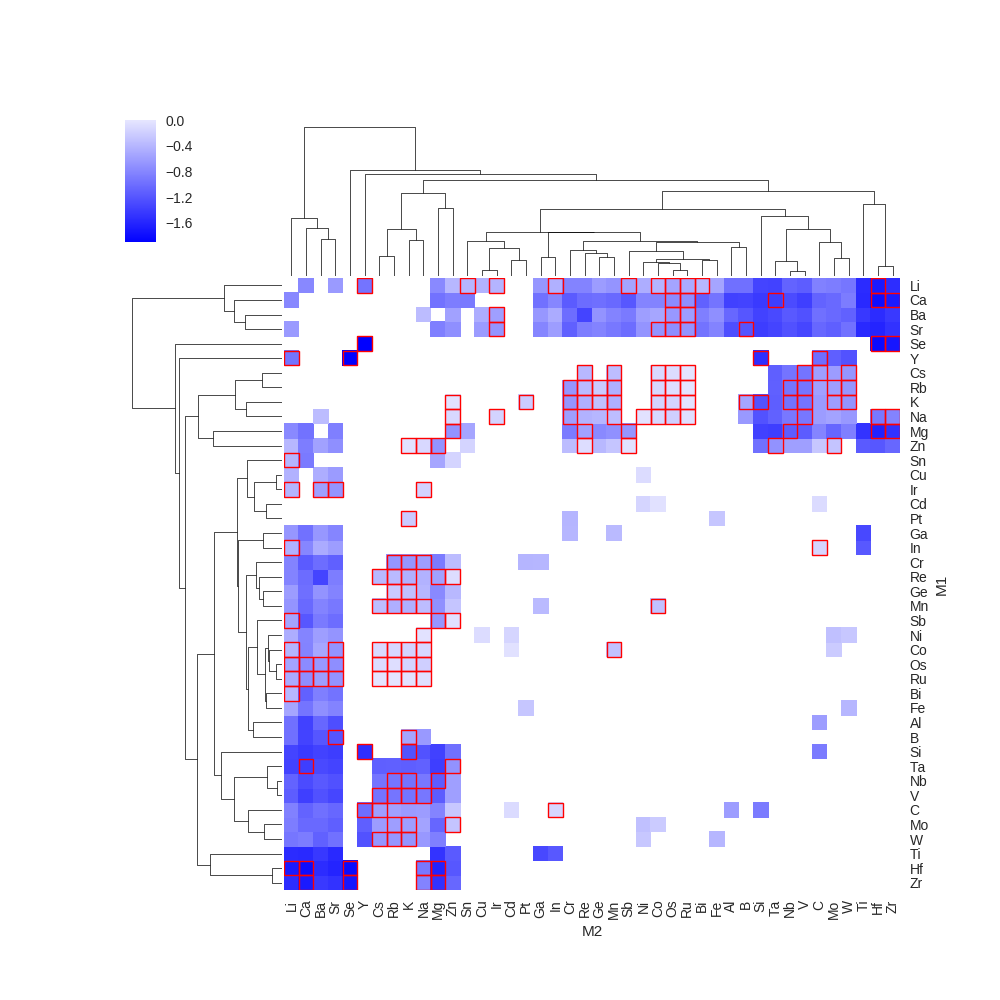 0.0
−0.4
−0.8
−1.2
−1.6
Li
Ca
Ba
Sr
Se
Y
Cs
Rb
K
Na
Mg
Zn
Sn
Cu
Ir
Cd
Pt
Ga
In
Cr
Re
Ge
Mn
Sb
Ni
Co
Os
Ru
Bi
Fe
Al
B
Si
Ta
Nb
V
C
Mo
W
Ti
Hf
Zr
M1
Li Ca Ba Sr Se Y Cs Rb K Na Mg Zn Sn Cu Ir Cd Pt Ga In Cr Re Ge Mn Sb Ni Co Os Ru Bi Fe Al B Si Ta Nb V C Mo W Ti Hf Zr
M2